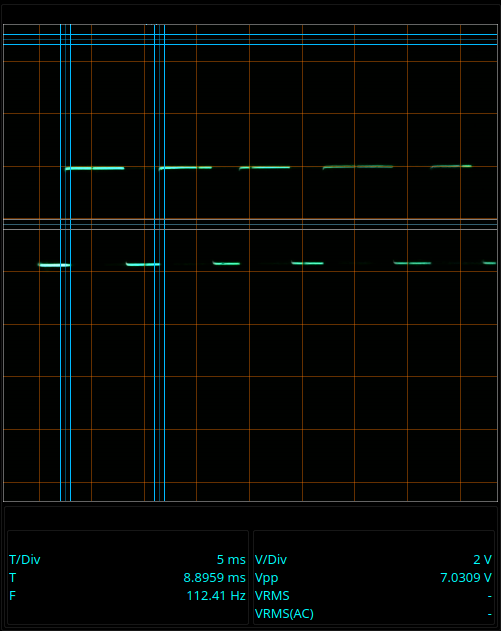 T/Div 5 ms V/Div 2 V
T 8.8959 ms Vpp 7.0309 V
F 112.41 Hz VRMS -
VRMS(AC) -